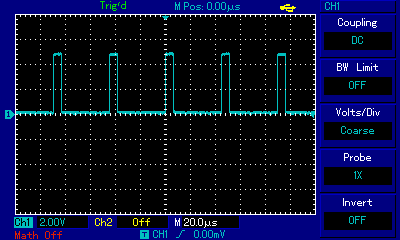 Trig'd M Pos: 0.00μs CH1
Coupling
DC
BW Limit
OFF
1
Volts/Div
Coarse
Probe
1X
Invert
OFF
Ch1 2.00V Ch2 Off M 20.0μs
Math Off T CH1 0.00mV